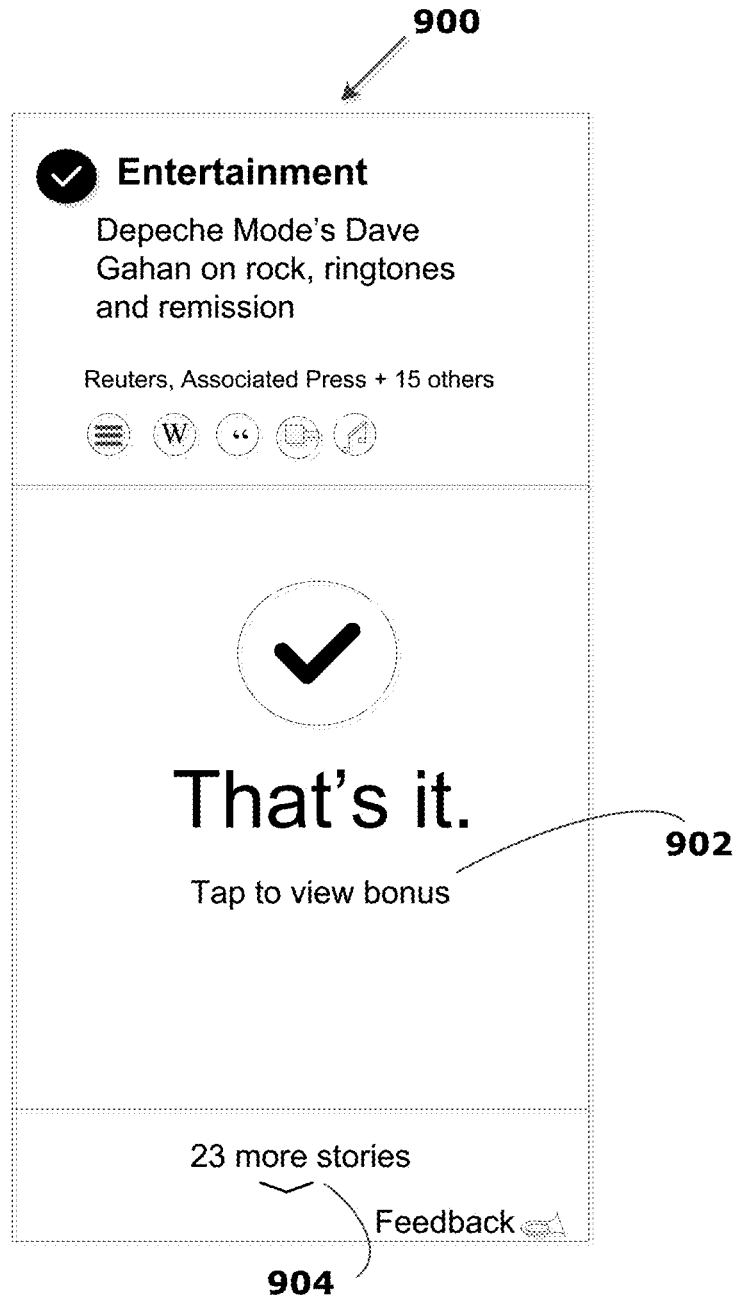 900
Entertainment
Depeche Mode's Dave
Gahan on rock, ringtones
and remission
Reuters, Associated Press + 15 others
W “
That's it.
902
Tap to view bonus
23 more stories
Feedback
904